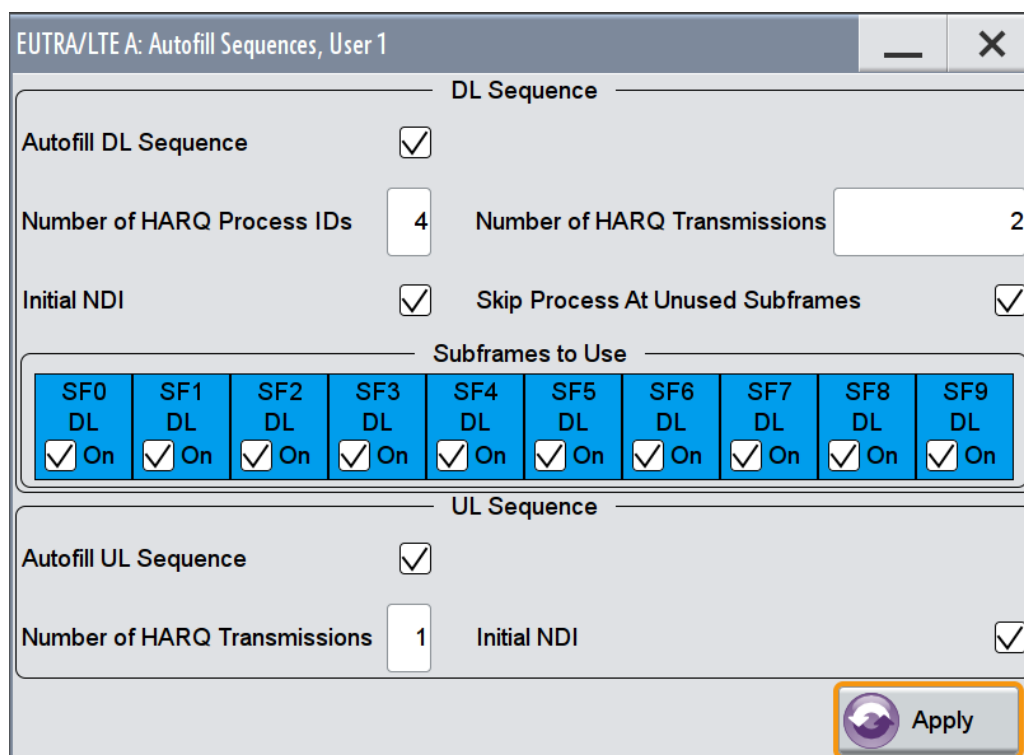 EUTRA/LTE A: Autofill Sequences, User 1
DL Sequence
Autofill DL Sequence
Number of HARQ Process IDs 4 Number of HARQ Transmissions 2
Initial NDI Skip Process At Unused Subframes
Subframes to Use
SF0 SF1 SF2 SF3 SF4 SF5 SF6 SF7 SF8 SF9
DL DL DL DL DL DL DL DL DL DL
On On On On On On On On On On
UL Sequence
Autofill UL Sequence
Number of HARQ Transmissions 1 Initial NDI
Apply